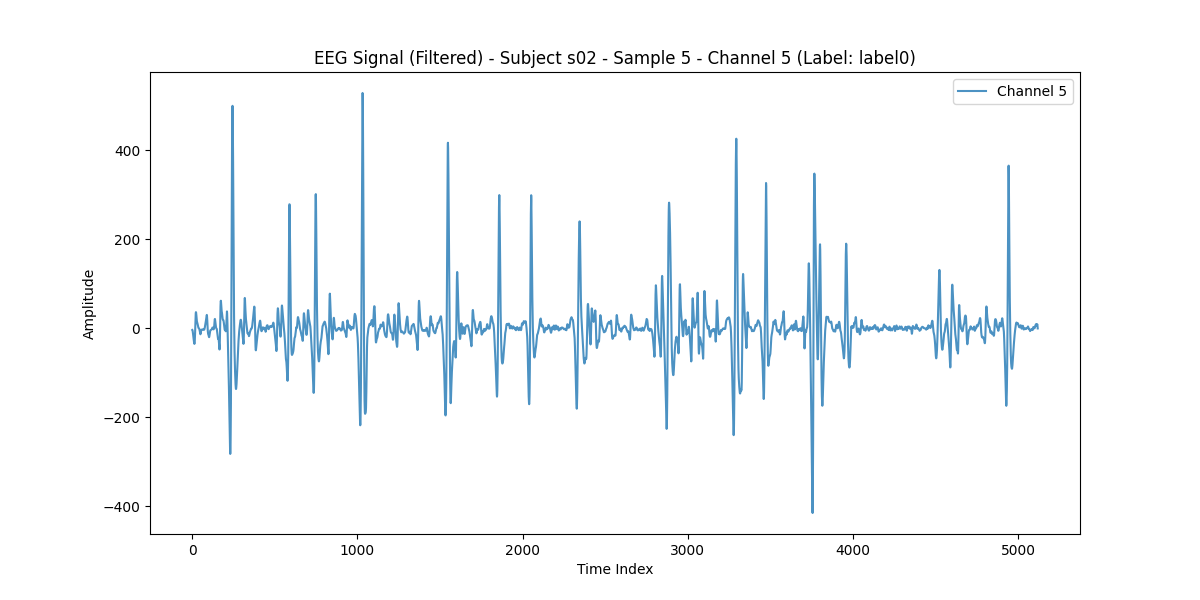 EEG Signal (Filtered) - Subject s02 - Sample 5 - Channel 5 (Label: label0)
Channel 5
400
200
0
−200
−400
Amplitude
0 1000 2000 3000 4000 5000
Time Index